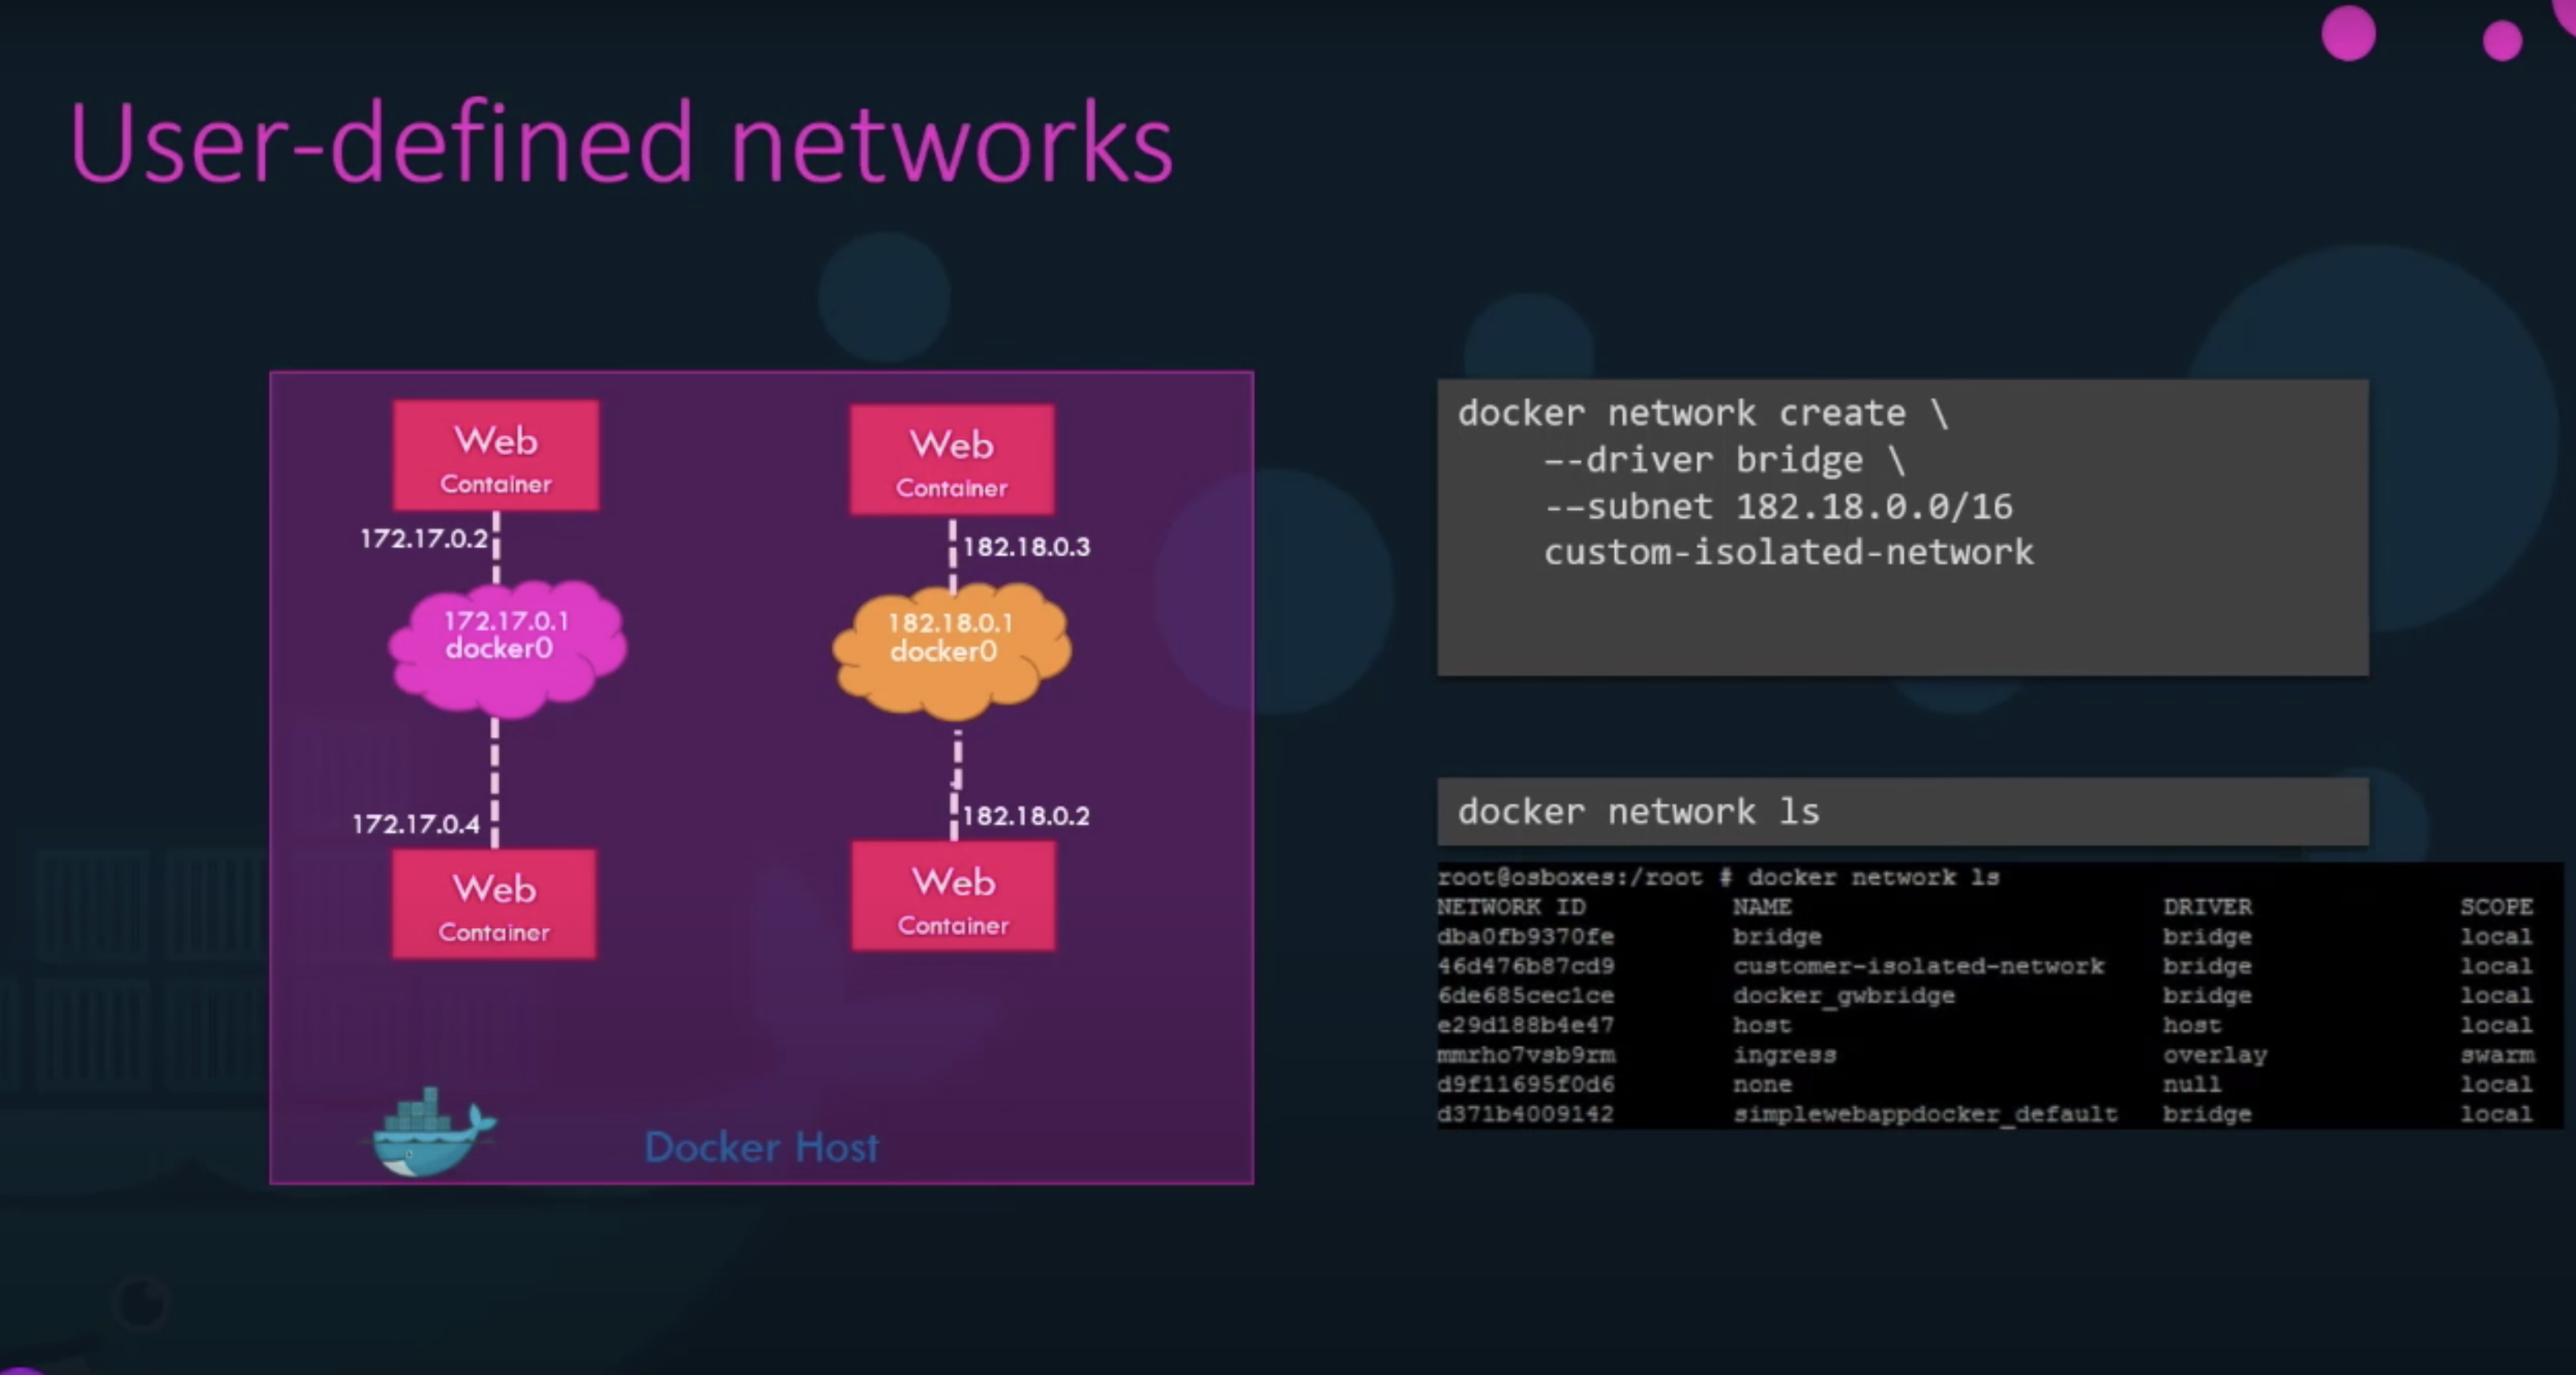 User-defined networks
Web
Container
172.17.0.2
172.17.0.1
docker0
172.17.0.4
Web
Container
Web
Container
182.18.0.3
182.18.0.1
docker0
182.18.0.2
Web
Container
Docker Host
docker network create \
–-driver bridge \
-–subnet 182.18.0.0/16
custom-isolated-network
docker network ls
root@osboxes:/root # docker network ls
NETWORK ID NAME DRIVER SCOPE
dba0fb9370fe bridge bridge local
46d476b87cd9 customer-isolated-network bridge local
6de685cec1ce docker_gwbridge bridge local
e29d188b4e47 host host local
mmrho7vsb9rm ingress overlay swarm
d9f11695f0d6 none null local
d371b4009142 simplewebappdocker_default bridge local